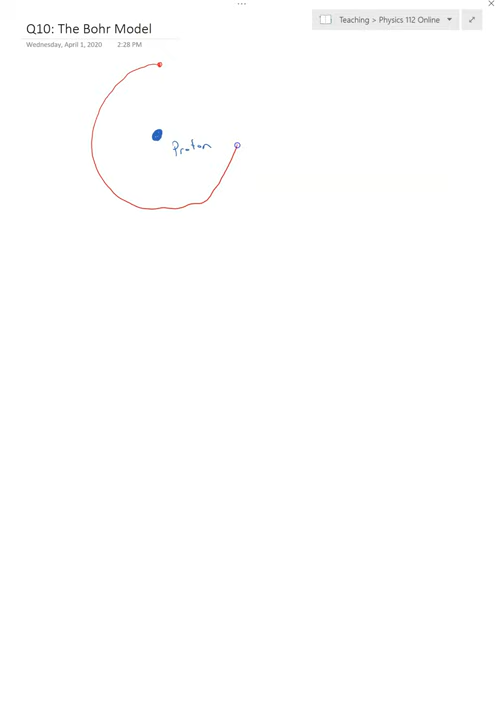 Teaching > Physics 112 Online
Q10: The Bohr Model
Wednesday, April 1, 2020 2:28 PM
Proton